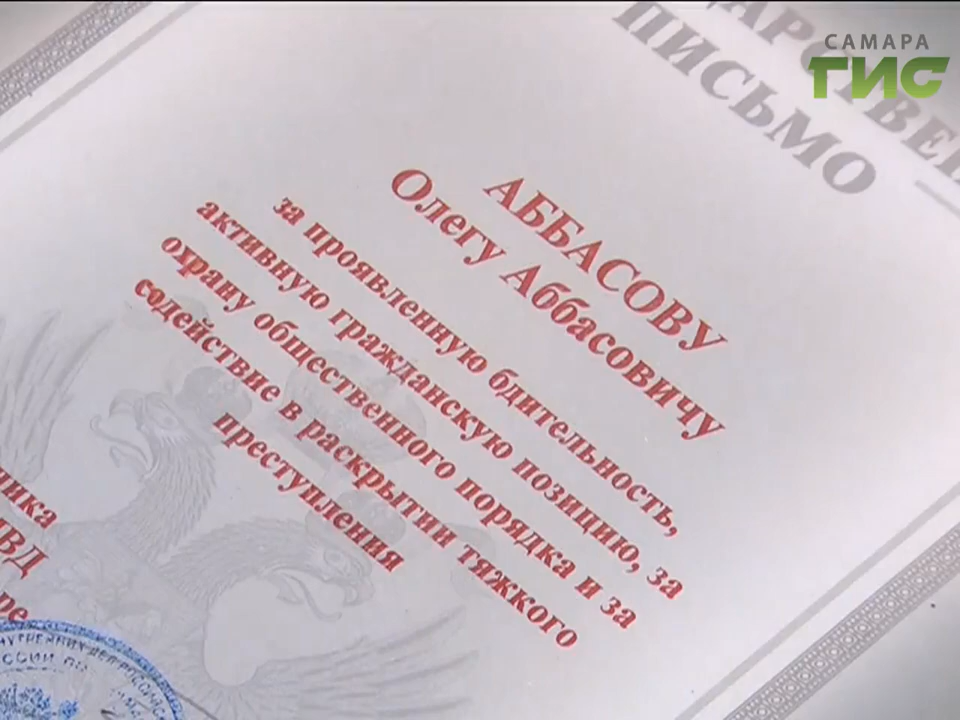 САМАРА
ГИС
ПИСЬМО
АББАСОВУ
Олегу Аббасовичу
за проявленную бдительность,
активную гражданскую позицию, за
охрану общественного порядка и за
содействие в раскрытии тяжкого
преступления